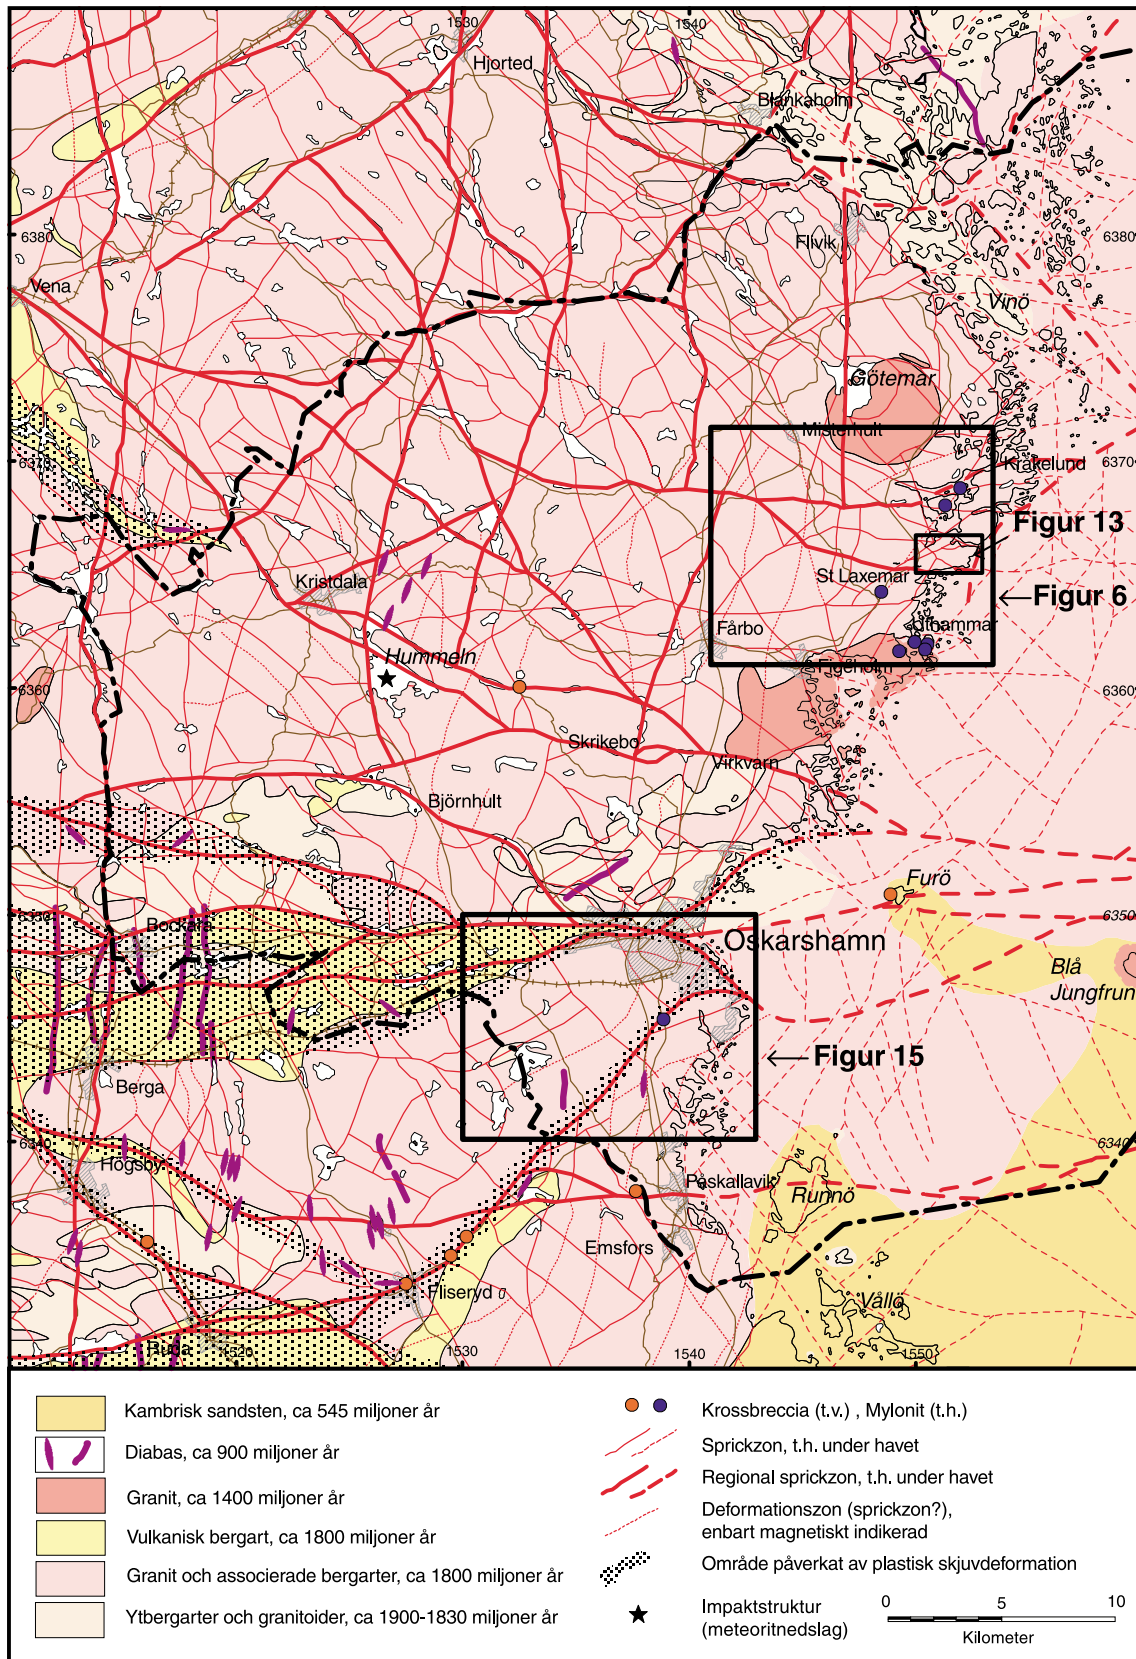 1530
1540
Hjorted
Blankaholm
6380
Flivik
6380
Vena
Vinö
Götemar
Misterhult
6370
Kråkelund
6370
Figur 13
St Laxemar
Kristdala
Figur 6
Fårbo
Uthammar
Hummeln
Figeholm
6360
6360
Skrikebo
Virkvarn
Björnhult
Furö
6350
6350
Bockara
Oskarshamn
Blå
Jungfrun
Figur 15
Berga
6340
6340
Högsby
Påskallavik
Runnö
Emsfors
Fliseryd
Vållö
Ruda
1520
1530
1540
1550
Kambrisk sandsten, ca 545 miljoner år
Diabas, ca 900 miljoner år
Granit, ca 1400 miljoner år
Vulkanisk bergart, ca 1800 miljoner år
Granit och associerade bergarter, ca 1800 miljoner år
Ytbergarter och granitoider, ca 1900-1830 miljoner år
Krossbreccia (t.v.) , Mylonit (t.h.)
Sprickzon, t.h. under havet
Regional sprickzon, t.h. under havet
Deformationszon (sprickzon?),
enbart magnetiskt indikerad
Område påverkat av plastisk skjuvdeformation
Impaktstruktur
(meteoritnedslag)
0 5 10
Kilometer